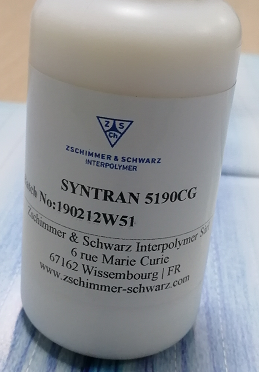 Z S
Ch
ZSCHIMMER & SCHWARZ
INTERPOLYMER
SYNTRAN 5190CG
No:190212W51
Zschimmer & Schwarz Interpolymer
6 rue Marie Curie
67162 Wissembourg | FR
www.zschimmer-schwarz.com